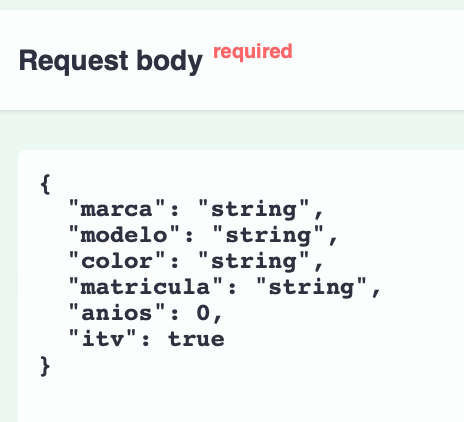 Request body required
{
  "marca": "string",
  "modelo": "string",
  "color": "string",
  "matricula": "string",
  "anios": 0,
  "itv": true
}